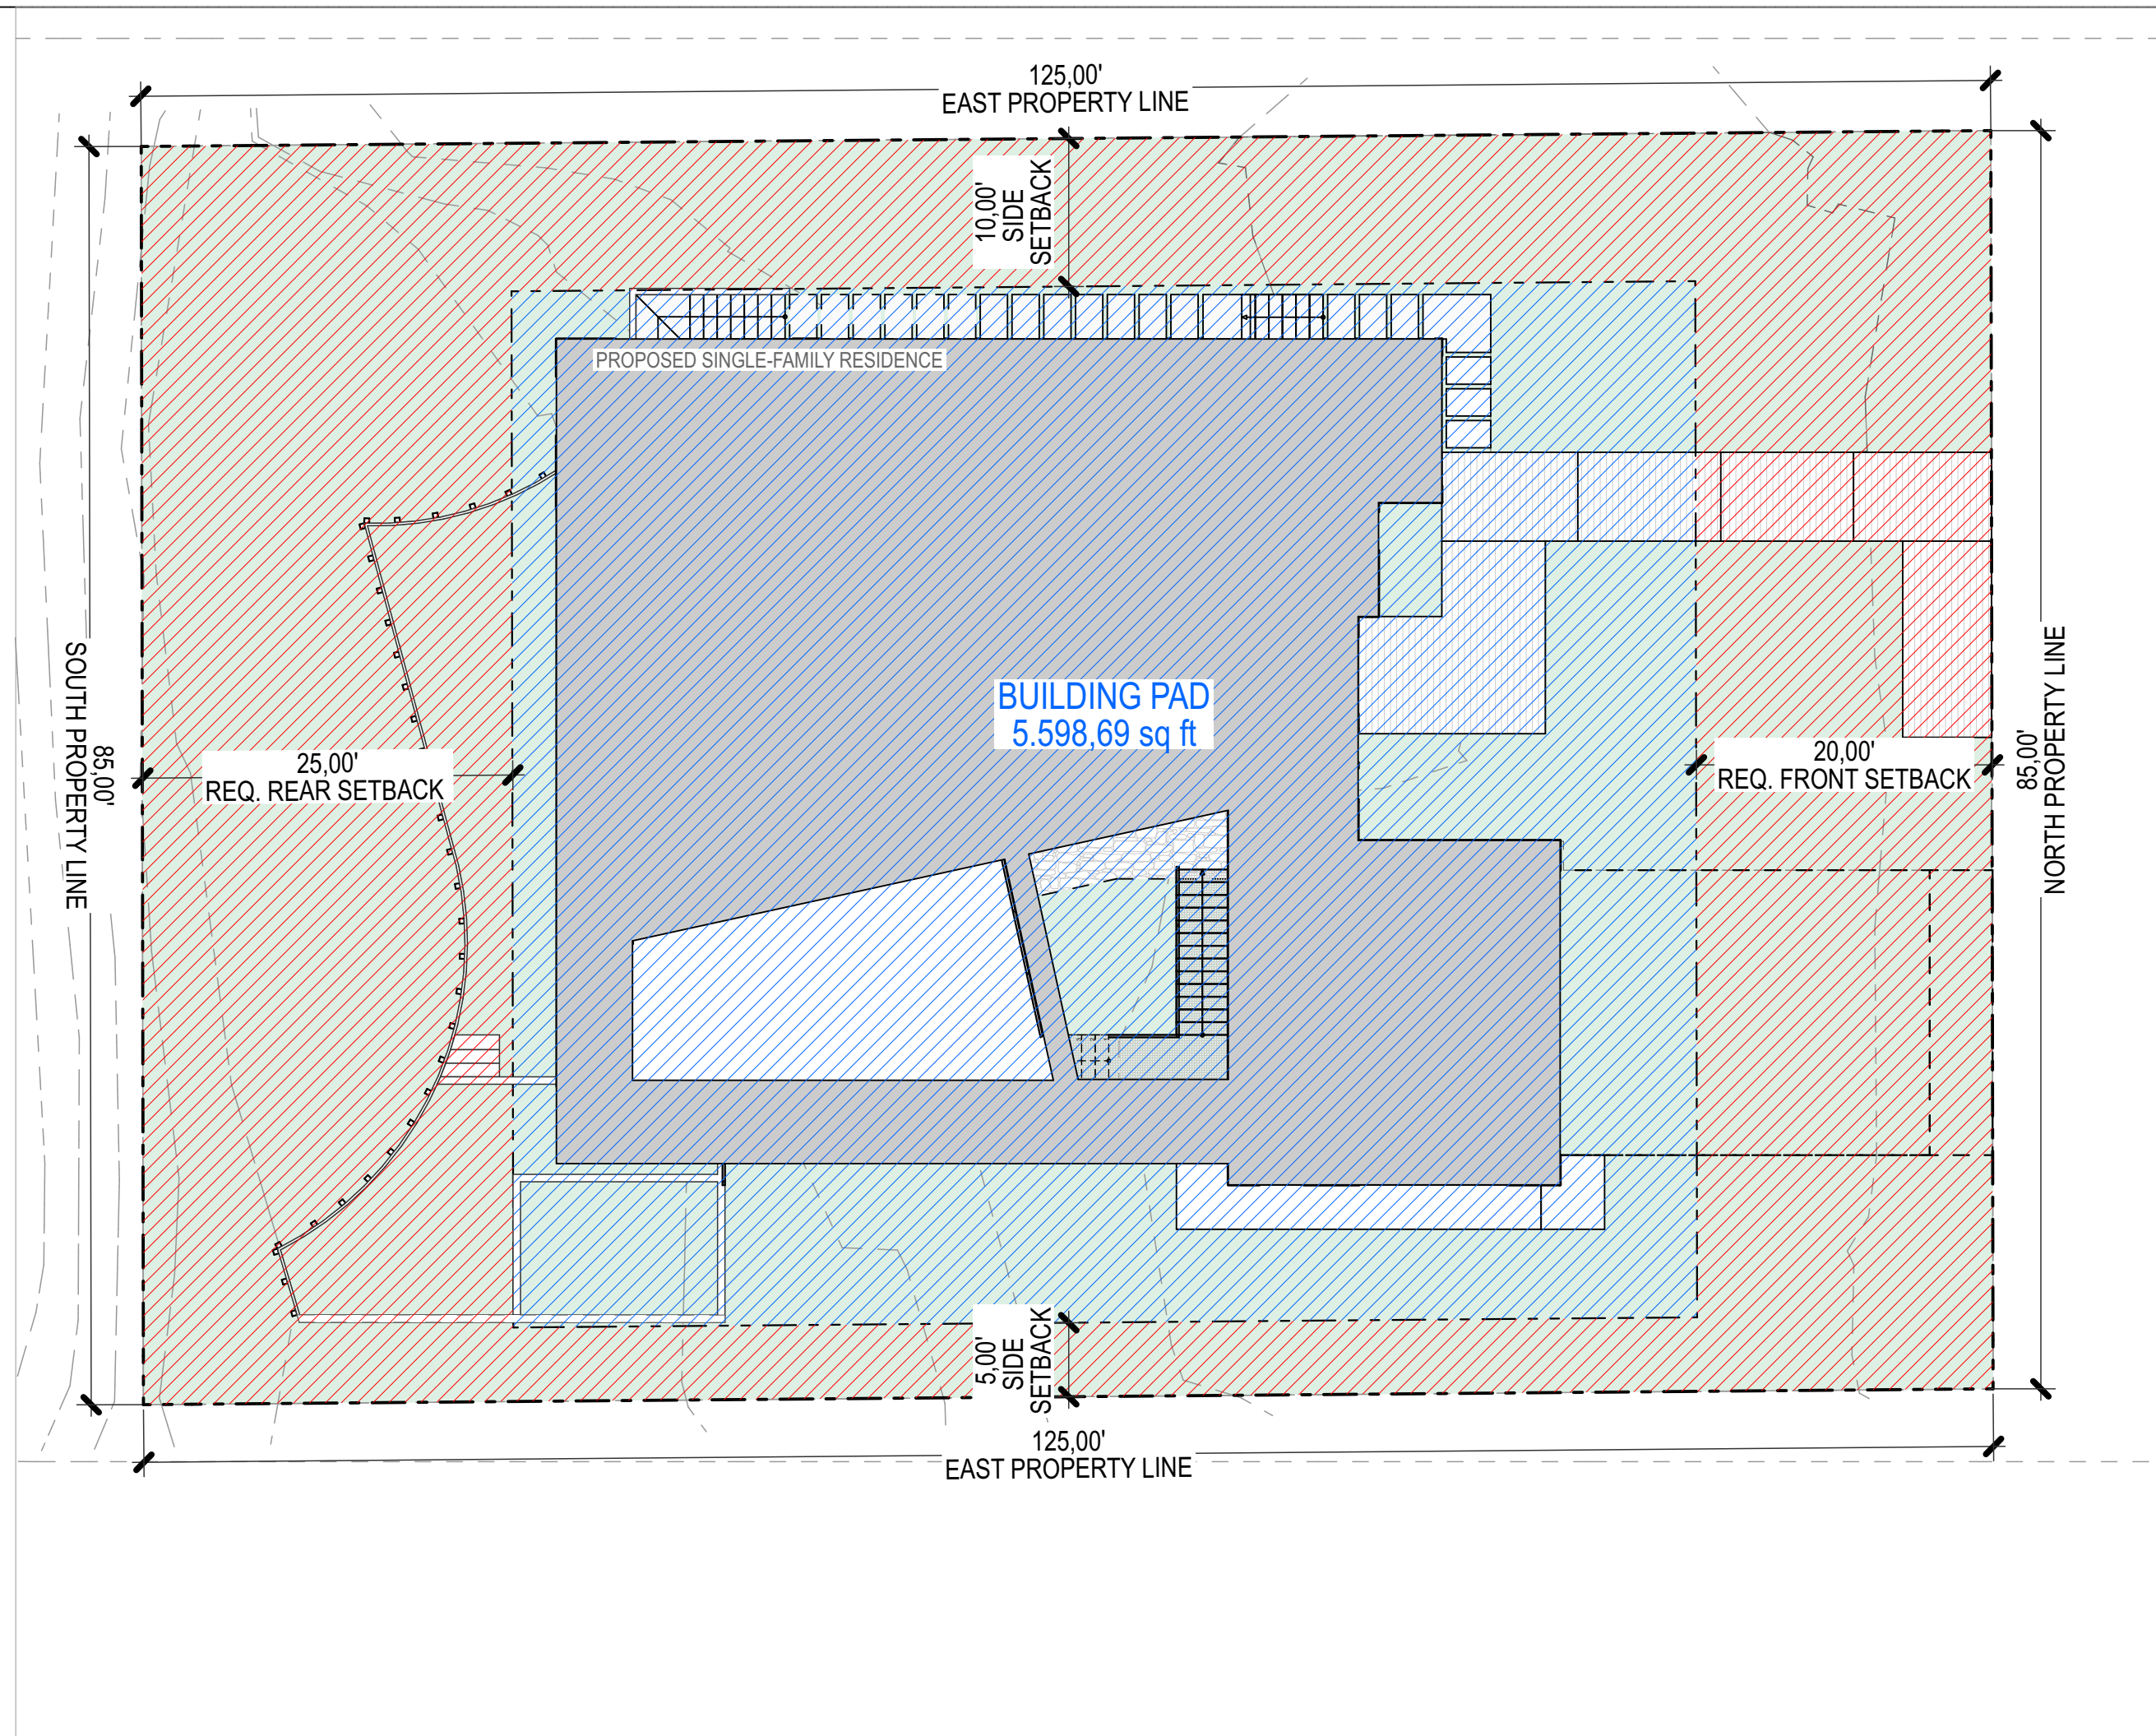 125,00'
EAST PROPERTY LINE
10,00'
SIDE
SETBACK
PROPOSED SINGLE-FAMILY RESIDENCE
BUILDING PAD
5.598,69 sq ft
SOUTH PROPERTY LINE
85,00'
25,00'
REQ. REAR SETBACK
20,00'
REQ. FRONT SETBACK
85,00'
NORTH PROPERTY LINE
5,00'
SIDE
SETBACK
125,00'
EAST PROPERTY LINE